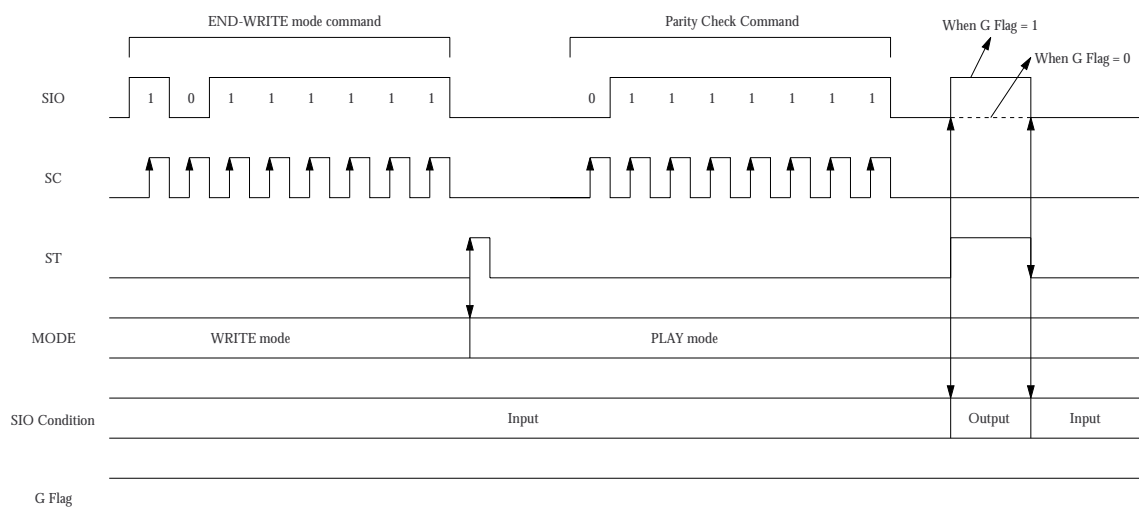 END-WRITE mode command Parity Check Command
When G Flag = 1
When G Flag = 0
SIO 1 0 1 1 1 1 1 1 0 1 1 1 1 1 1 1
SC
ST
MODE WRITE mode PLAY mode
SIO Condition Input Output Input
G Flag